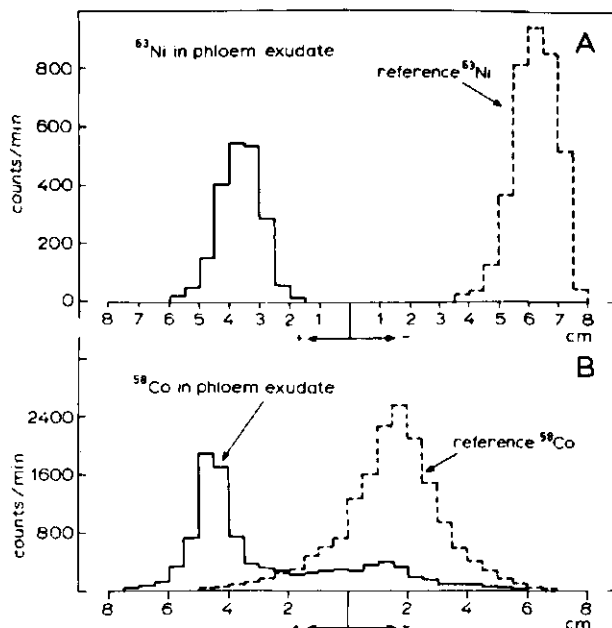 A
⁶³Ni in phloem exudate
reference ⁶³Ni
counts/min
800
600
400
200
0
8 7 6 5 4 3 2 1 1 2 3 4 5 6 7 8
+ -
cm
B
⁵⁸Co in phloem exudate
reference ⁵⁸Co
counts/min
2400
1600
800
8 6 4 2 2 4 6 8
cm